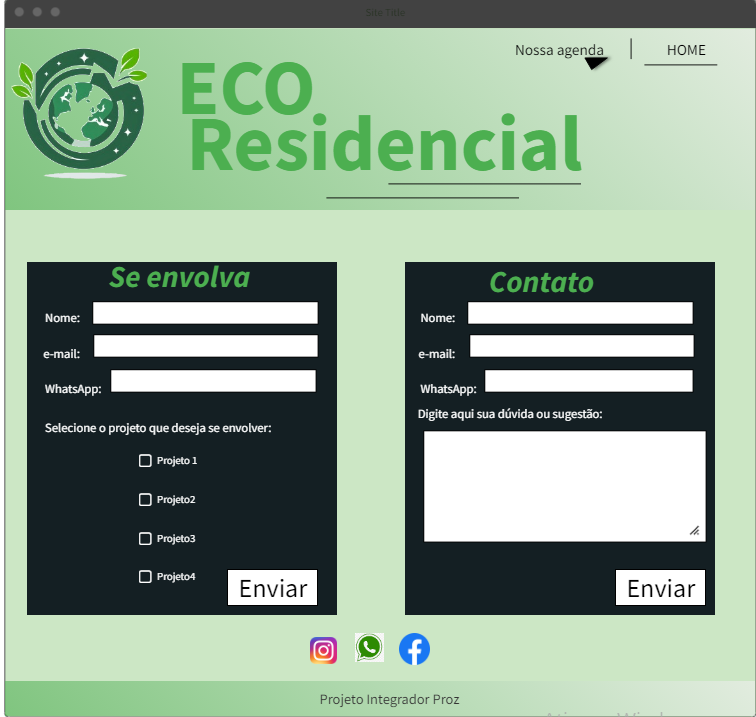 Site Title
Nossa agenda
HOME
ECO
Residencial
Se envolva
Nome:
e-mail:
WhatsApp:
Selecione o projeto que deseja se envolver:
Projeto 1
Projeto2
Projeto3
Projeto4
Enviar
Contato
Nome:
e-mail:
WhatsApp:
Digite aqui sua dúvida ou sugestão:
Enviar
Projeto Integrador Proz